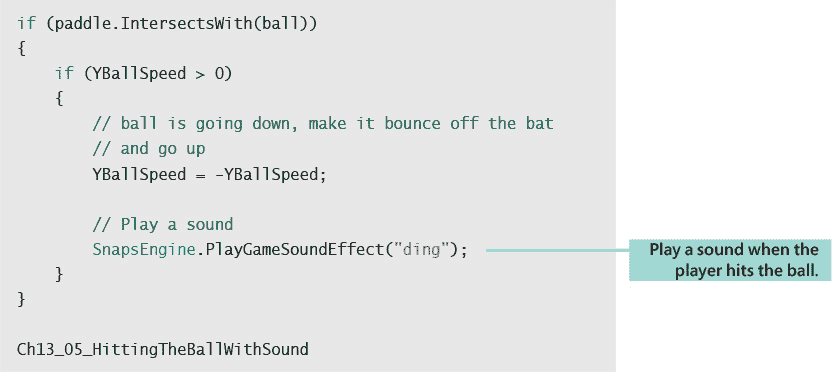 if (paddle.IntersectsWith(ball))
{
    if (YBallSpeed > 0)
    {
        // ball is going down, make it bounce off the bat
        // and go up
        YBallSpeed = -YBallSpeed;

        // Play a sound
        SnapsEngine.PlayGameSoundEffect("ding");
    }
}
Play a sound when the
player hits the ball.
Ch13_05_HittingTheBallWithSound